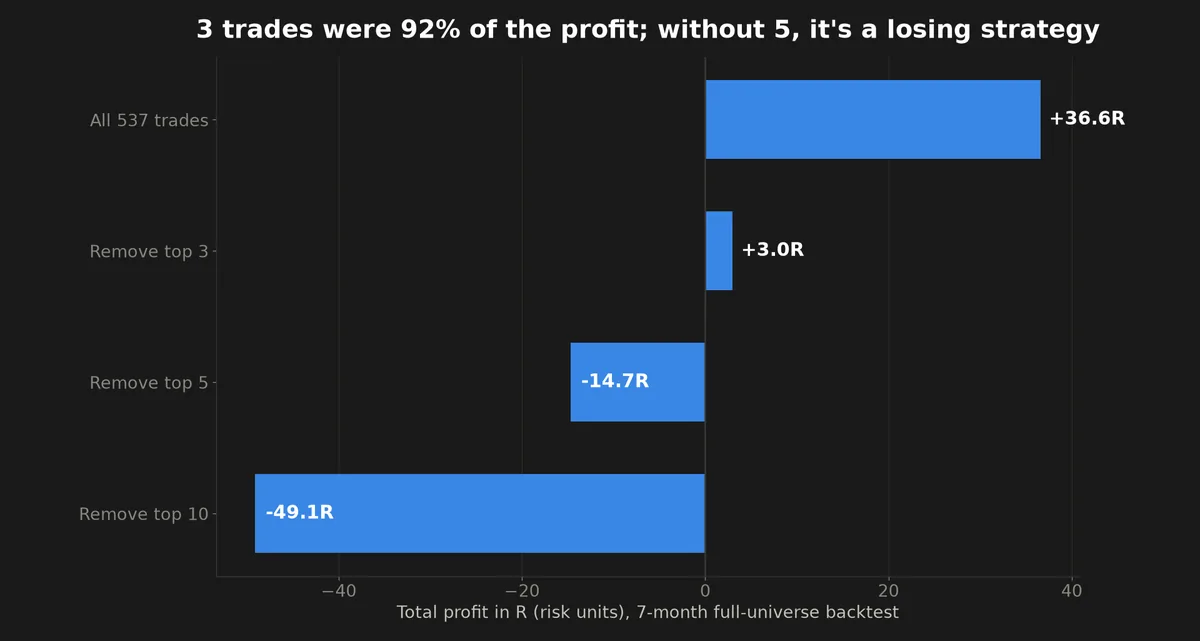 3 trades were 92% of the profit; without 5, it's a losing strategy
All 537 trades
+36.6R
Remove top 3
+3.0R
Remove top 5
-14.7R
Remove top 10
-49.1R
−40
−20
0
20
40
Total profit in R (risk units), 7-month full-universe backtest